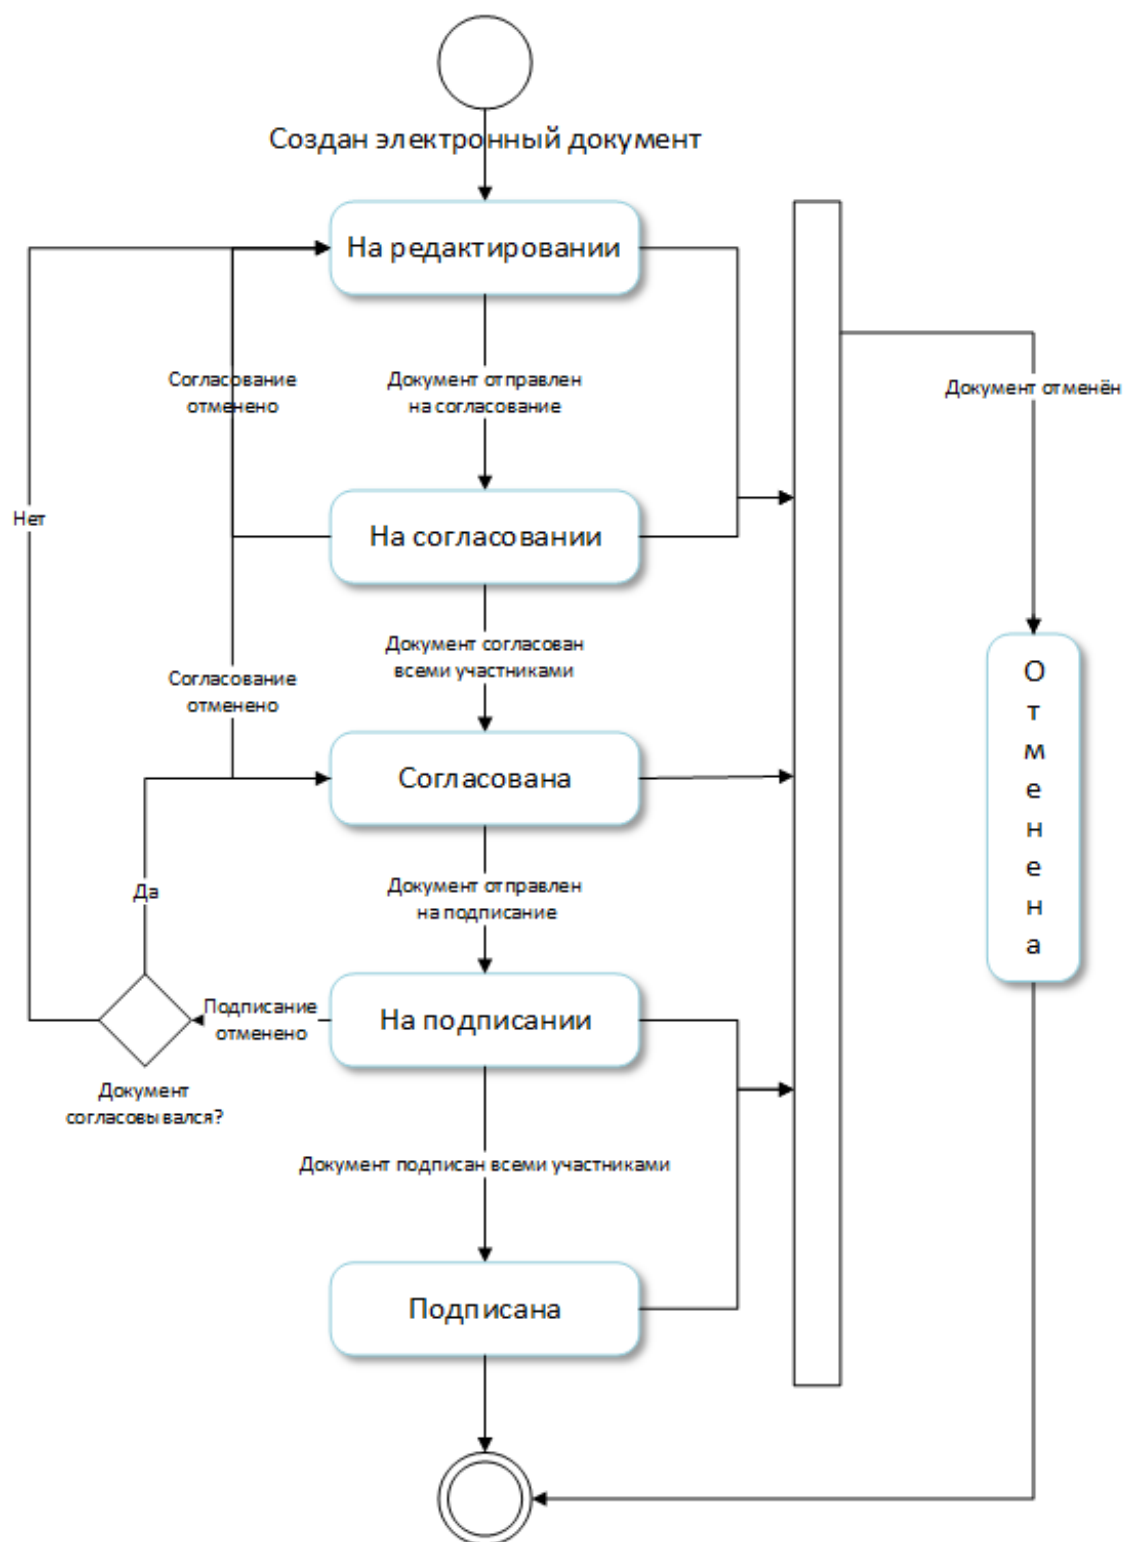 Создан электронный документ
На редактировании
Согласование
отменено
Документ отправлен
на согласование
Документ отменён
Нет
На согласовании
Документ согласован
всеми участниками
Согласование
отменено
О
т
м
е
н
е
н
а
Согласована
Да
Документ отправлен
на подписание
Подписание
отменено
На подписании
Документ
согласовывался?
Документ подписан всеми участниками
Подписана